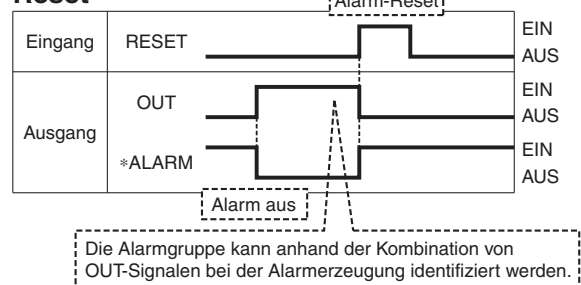 Reset
Alarm-Reset
Eingang
RESET
EIN
AUS
Ausgang
OUT
EIN
AUS
*ALARM
EIN
AUS
Alarm aus
Die Alarmgruppe kann anhand der Kombination von
OUT-Signalen bei der Alarmerzeugung identifiziert werden.